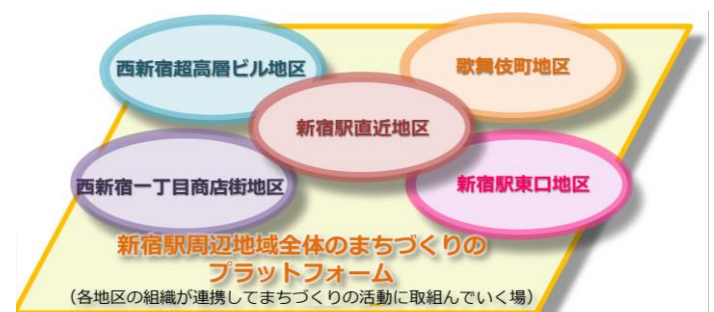 西新宿超高層ビル地区
歌舞伎町地区
新宿駅直近地区
西新宿一丁目商店街地区
新宿駅東口地区
新宿駅周辺地域全体のまちづくりの
プラットフォーム
（各地区の組織が連携してまちづくりの活動に取組んでいく場）